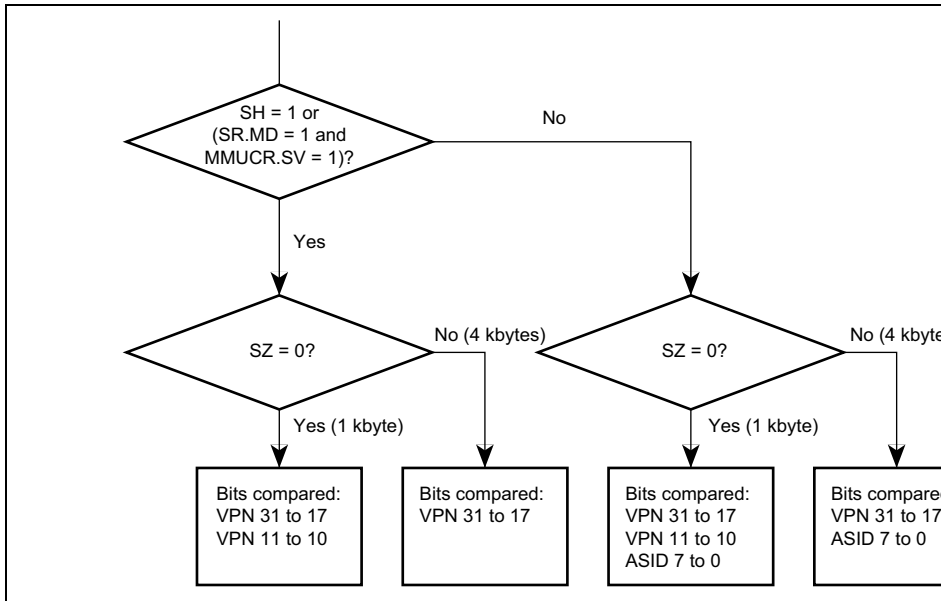 SH = 1 or
(SR.MD = 1 and
MMUCR.SV = 1)?
No
Yes
SZ = 0?
No (4 kbytes)
SZ = 0?
No (4
Yes (1 kbyte)
Yes (1 kbyte)
Bits compared:
VPN 31 to 17
VPN 11 to 10
Bits compared:
VPN 31 to 17
Bits compared:
VPN 31 to 17
VPN 11 to 10
ASID 7 to 0
Bits
VPN 31 to 17
ASID 7 to 0